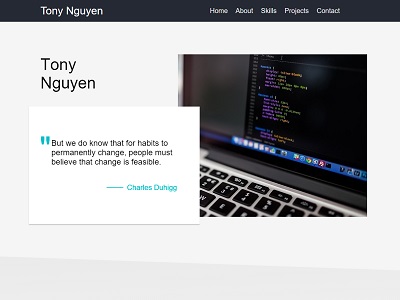 Tony Nguyen
Home About Skills Projects Contact
Tony
Nguyen
"
But we do know that for habits to
permanently change, people must
believe that change is feasible.
Charles Duhigg